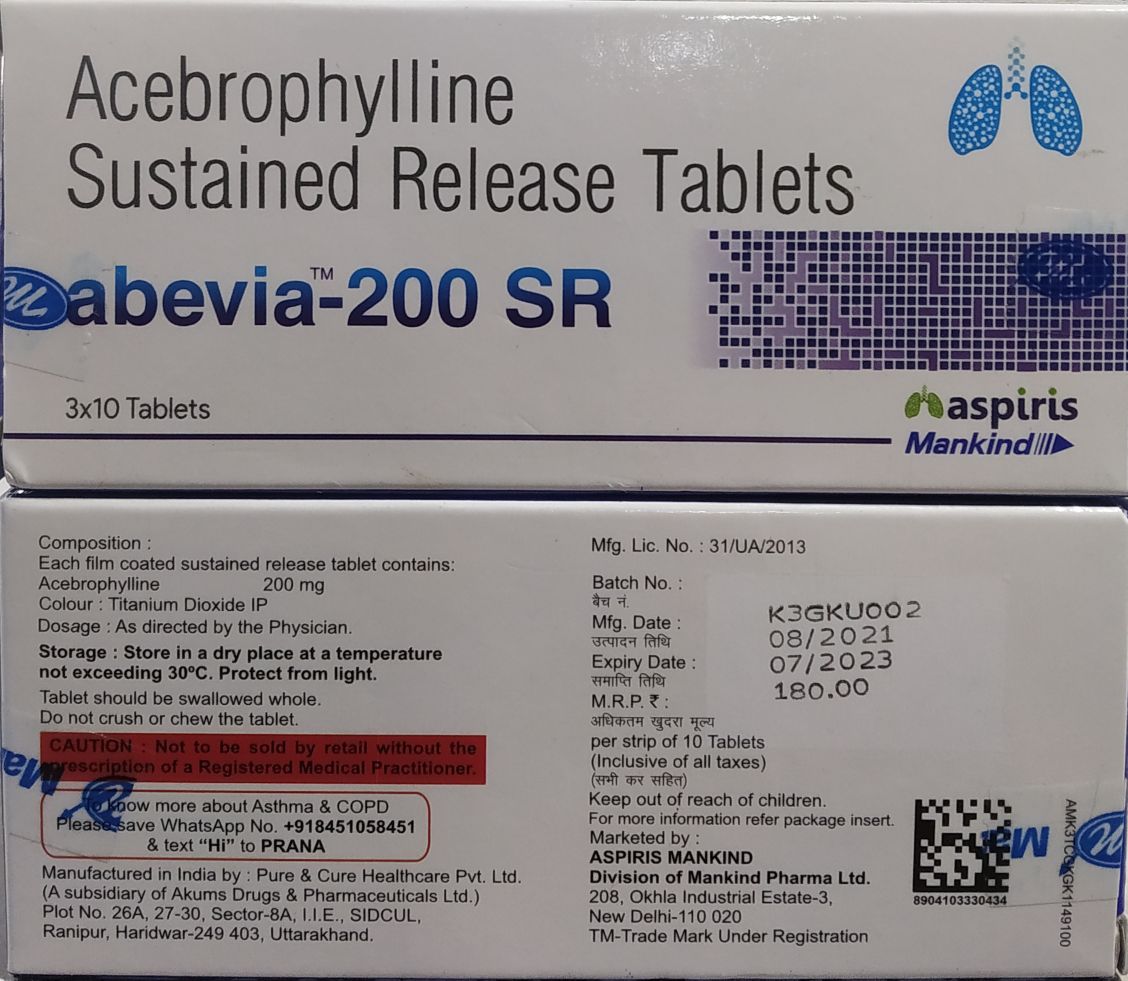 Acebrophylline
Sustained Release Tablets
abevia™-200 SR
3x10 Tablets
aspiris
Mankind
Composition :
Each film coated sustained release tablet contains:
Acebrophylline 200 mg
Colour : Titanium Dioxide IP
Dosage : As directed by the Physician.
Storage : Store in a dry place at a temperature
not exceeding 30ºC. Protect from light.
Tablet should be swallowed whole.
Do not crush or chew the tablet.
CAUTION : Not to be sold by retail without the
prescription of a Registered Medical Practitioner.
To know more about Asthma & COPD
Please save WhatsApp No. +918451058451
& text “Hi” to PRANA
Manufactured in India by : Pure & Cure Healthcare Pvt. Ltd.
(A subsidiary of Akums Drugs & Pharmaceuticals Ltd.)
Plot No. 26A, 27-30, Sector-8A, I.I.E., SIDCUL,
Ranipur, Haridwar-249 403, Uttarakhand.
Mfg. Lic. No. : 31/UA/2013
Batch No. :
बैच नं.
K3GKU002
Mfg. Date :
उत्पादन तिथि
08/2021
Expiry Date :
समाप्ति तिथि
07/2023
M.R.P. ₹ :
अधिकतम खुदरा मूल्य
180.00
per strip of 10 Tablets
(Inclusive of all taxes)
(सभी कर सहित)
Keep out of reach of children.
For more information refer package insert.
Marketed by :
ASPIRIS MANKIND
Division of Mankind Pharma Ltd.
208, Okhla Industrial Estate-3,
New Delhi-110 020
TM-Trade Mark Under Registration
8904103330434